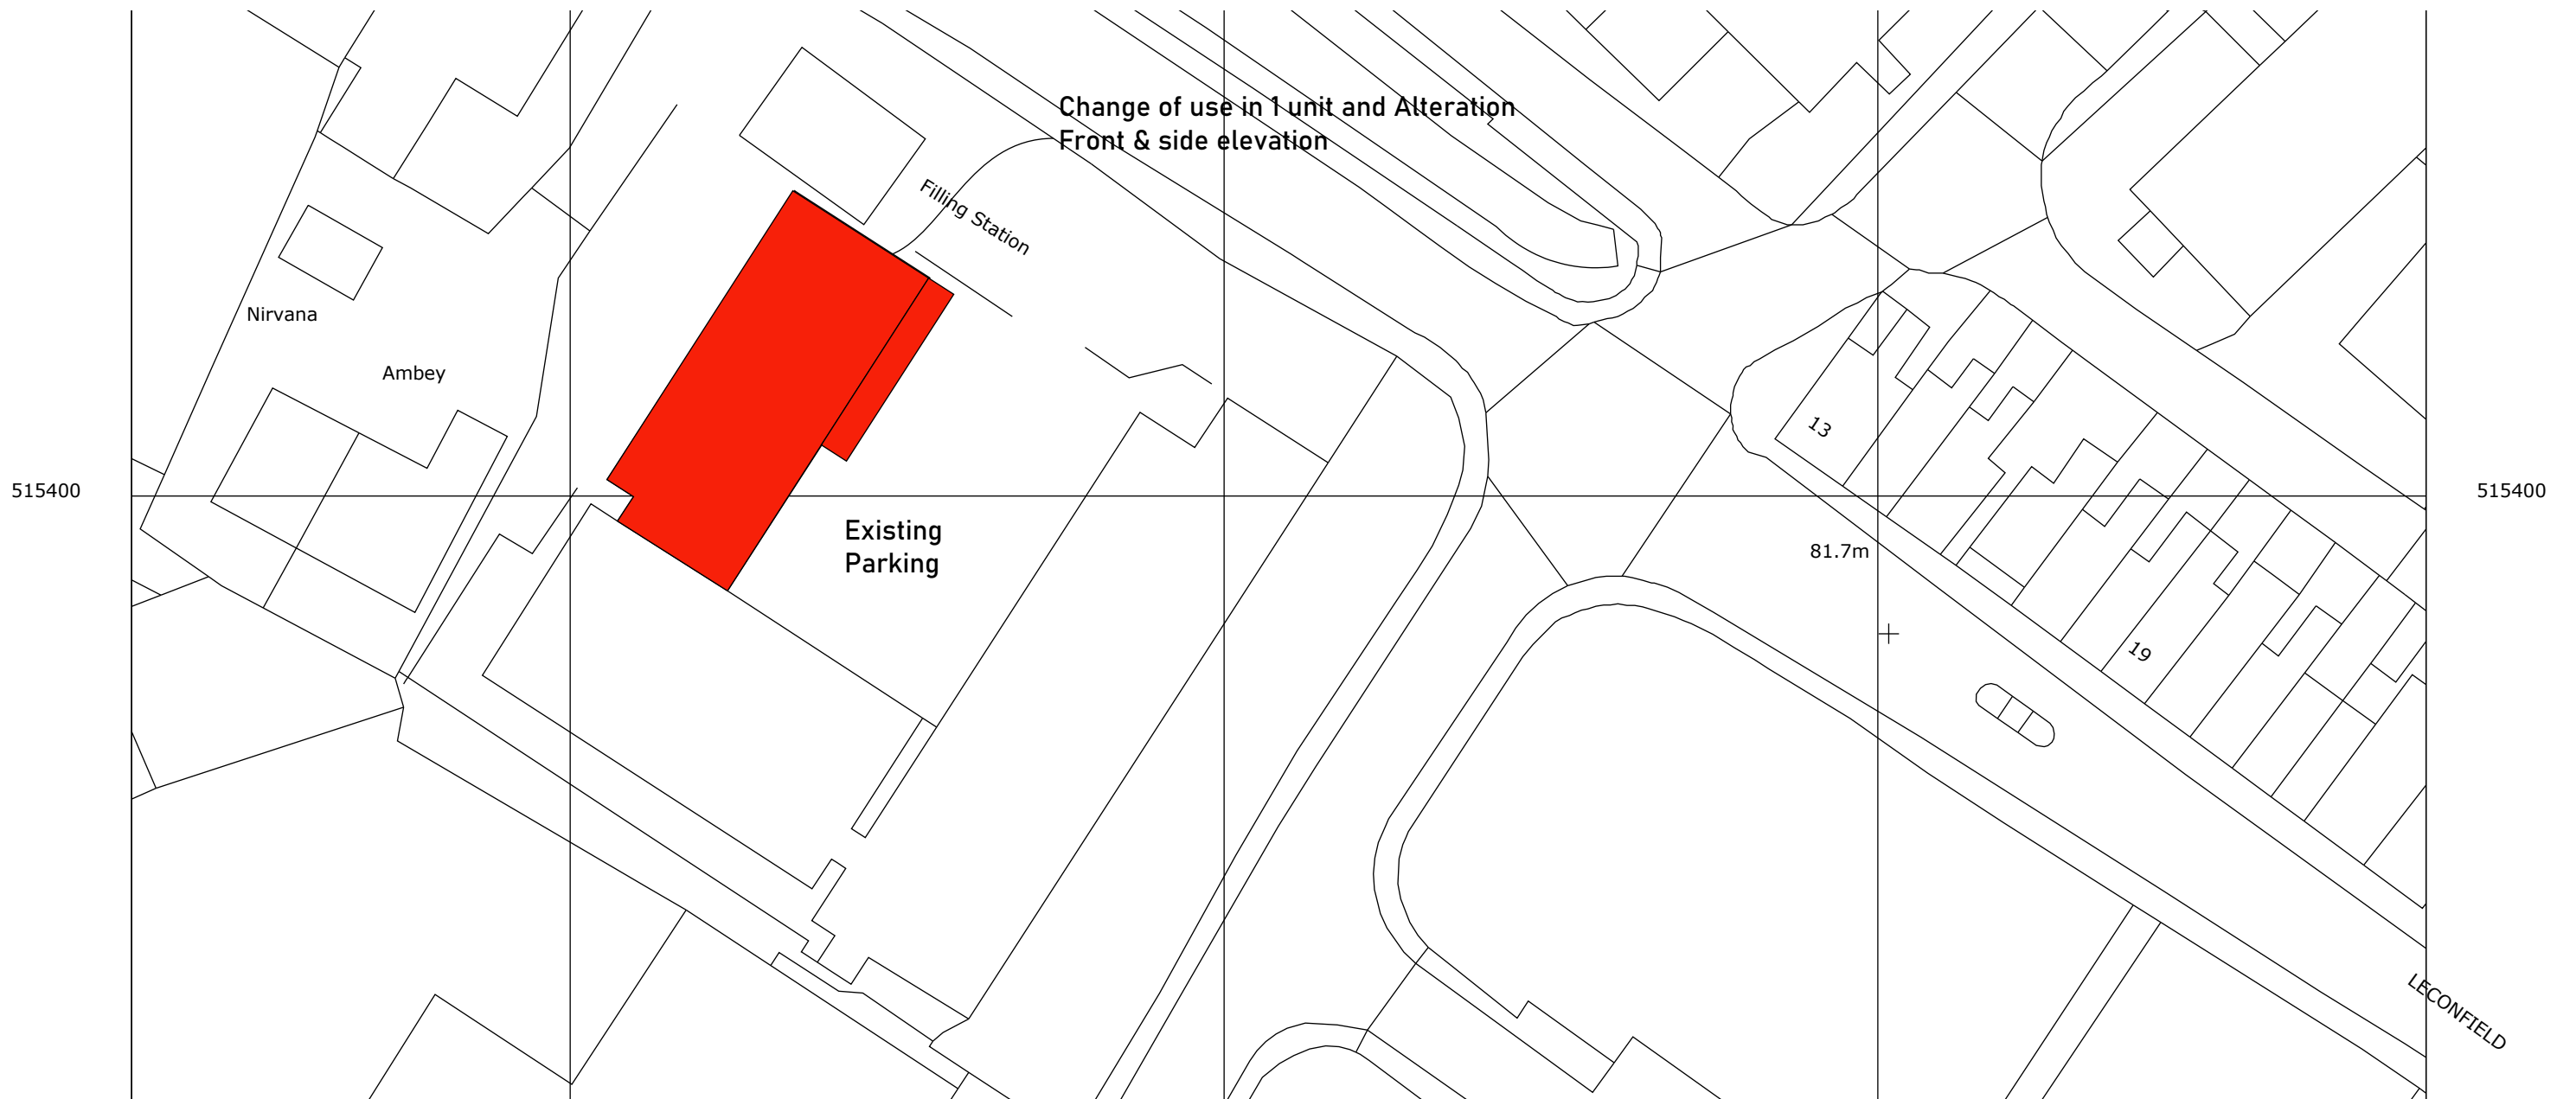 Change of use in 1 unit and Alteration
Front & side elevation
Filling Station
Nirvana
Ambey
13
515400
515400
Existing
Parking
81.7m
19
LECONFIELD